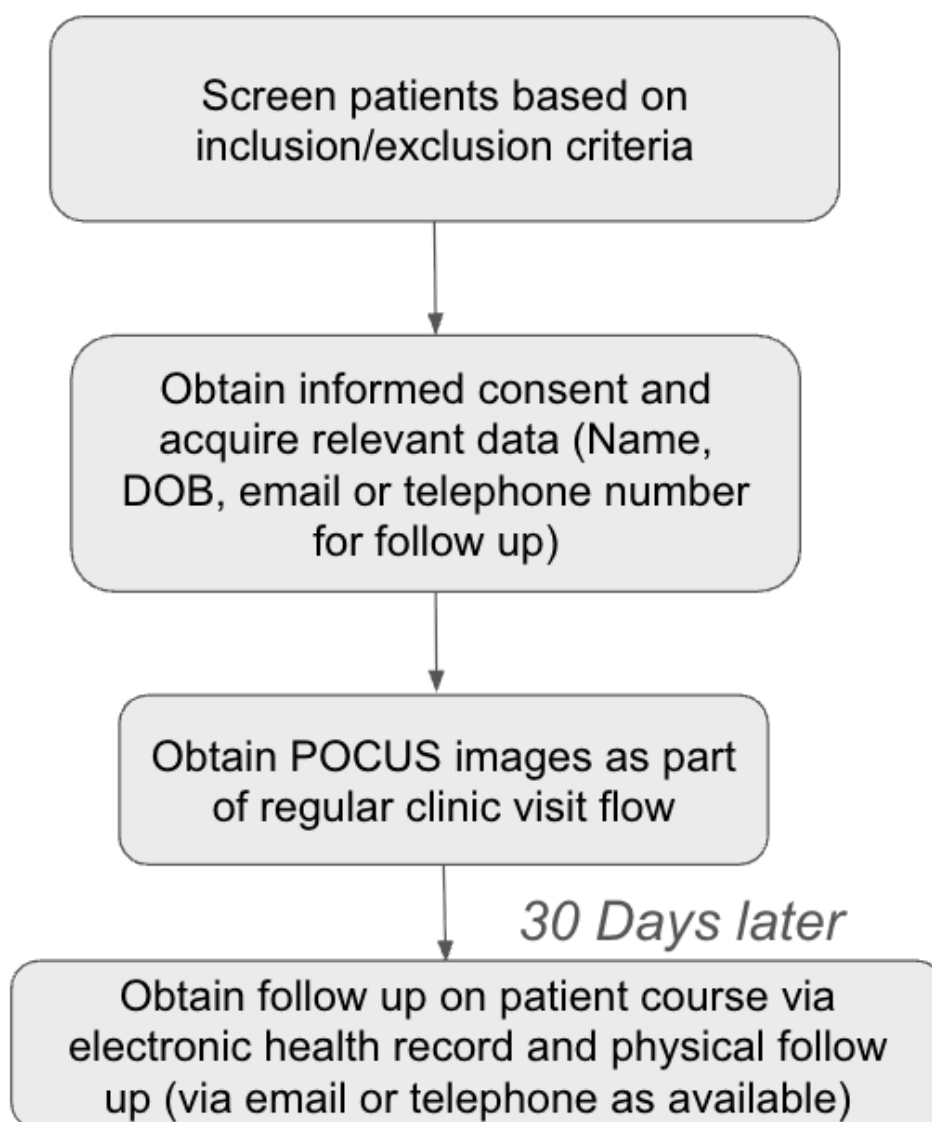 Screen patients based on
inclusion/exclusion criteria
Obtain informed consent and
acquire relevant data (Name,
DOB, email or telephone number
for follow up)
Obtain POCUS images as part
of regular clinic visit flow
30 Days later
Obtain follow up on patient course via
electronic health record and physical follow
up (via email or telephone as available)